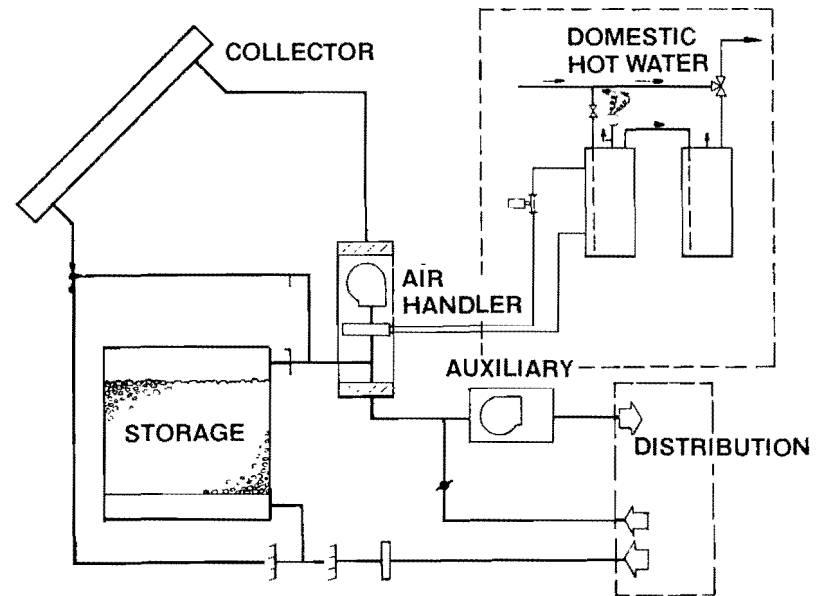 COLLECTOR
DOMESTIC
HOT WATER
AIR
HANDLER
AUXILIARY
STORAGE
DISTRIBUTION